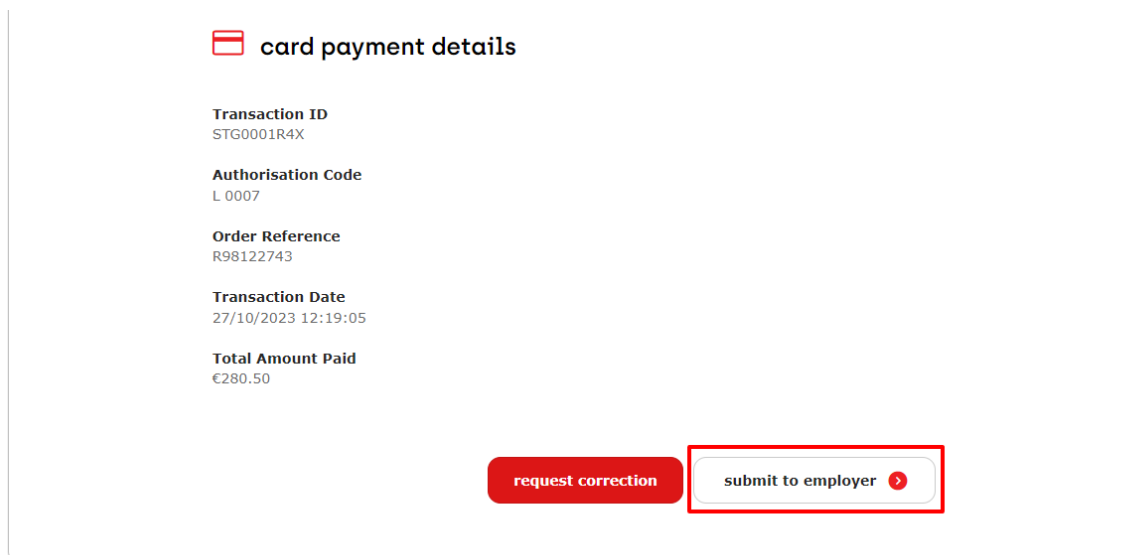 card payment details
Transaction ID
STG0001R4X
Authorisation Code
L 0007
Order Reference
R98122743
Transaction Date
27/10/2023 12:19:05
Total Amount Paid
€280.50
request correction
submit to employer